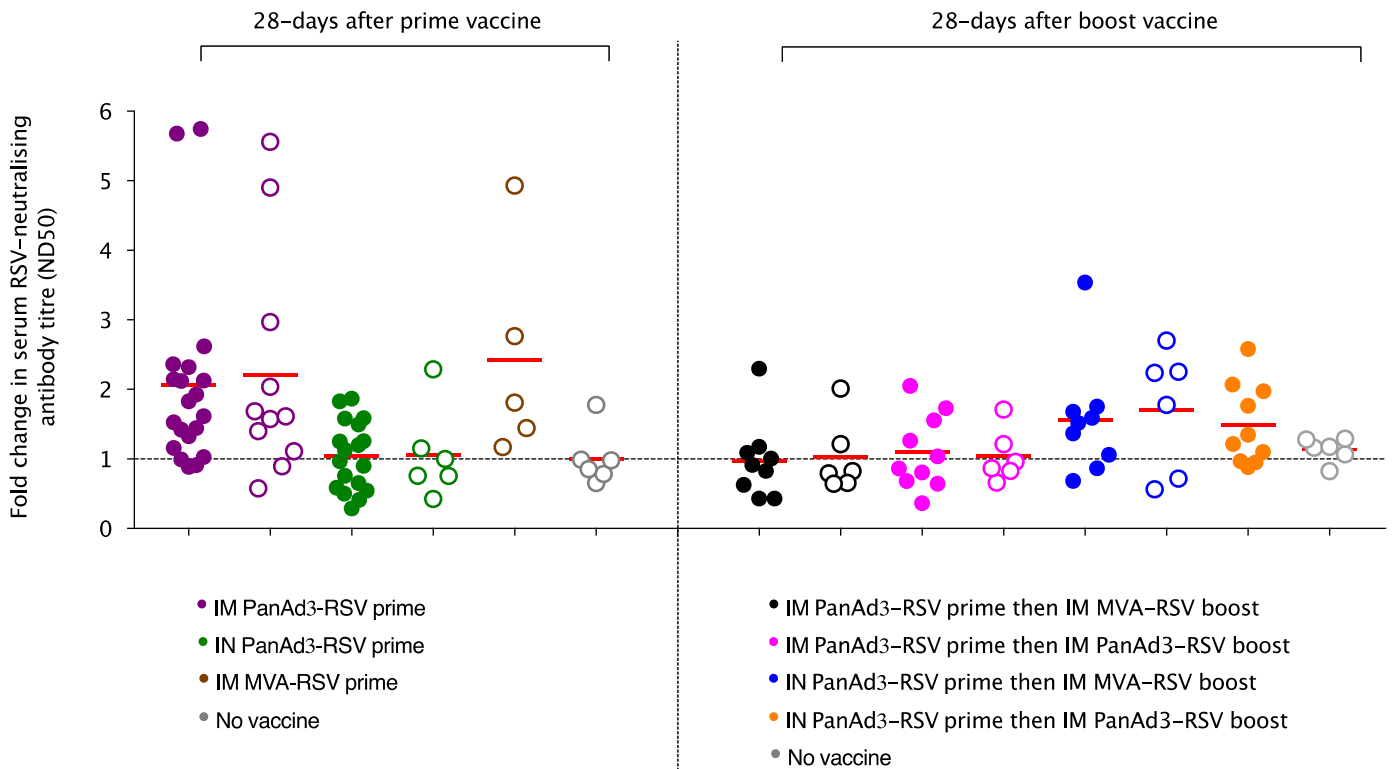 28-days after prime vaccine
28-days after boost vaccine
Fold change in serum RSV-neutralising
antibody titre (ND50)
6
5
4
3
2
1
0
IM PanAd3-RSV prime
IN PanAd3-RSV prime
IM MVA-RSV prime
No vaccine
IM PanAd3-RSV prime then IM MVA-RSV boost
IM PanAd3-RSV prime then IM PanAd3-RSV boost
IN PanAd3-RSV prime then IM MVA-RSV boost
IN PanAd3-RSV prime then IM PanAd3-RSV boost
No vaccine